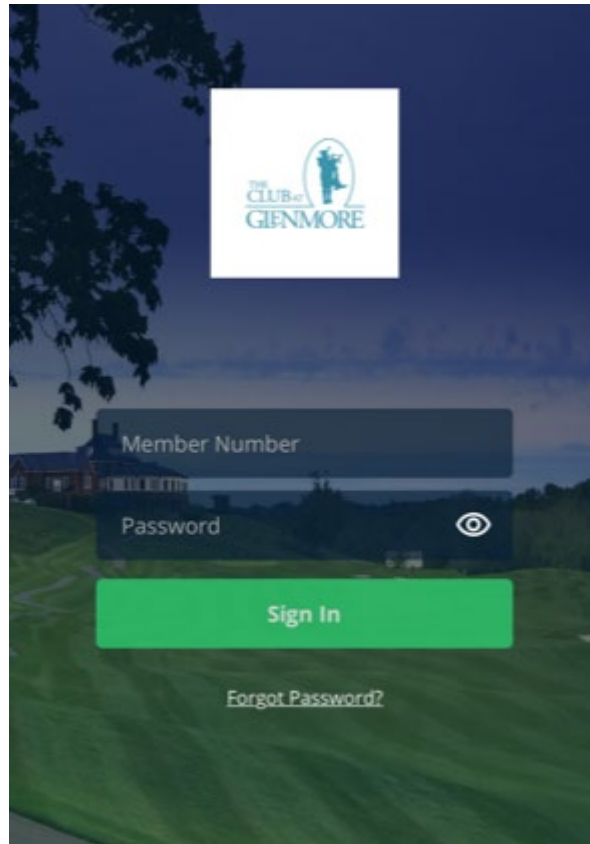 THE
CLUB AT
GLENMORE
Member Number
Password
Sign In
Forgot Password?